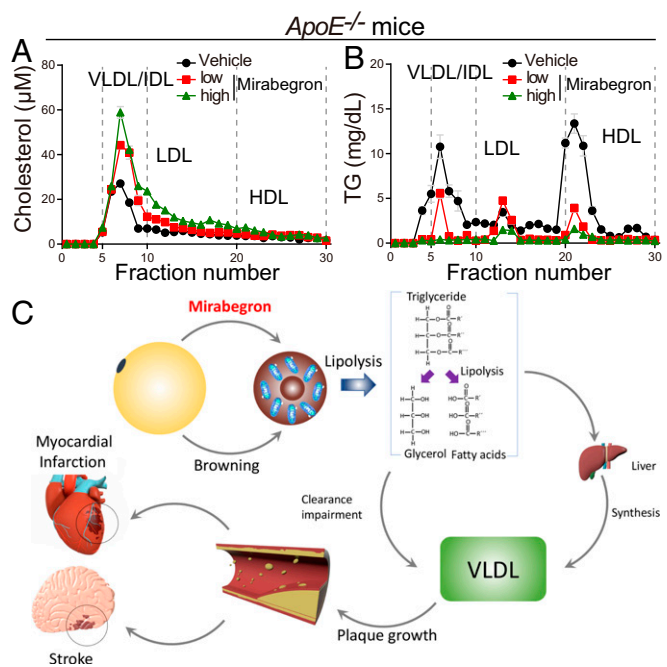 ApoE-/- mice
A
Cholesterol (µM)
80
60
40
20
0
VLDL/IDL
Vehicle
low
high
Mirabegron
LDL
HDL
0
5
10
20
30
Fraction number
B
TG (mg/dL)
20
15
10
5
0
VLDL/IDL
Vehicle
low
high
Mirabegron
LDL
HDL
0
5
10
20
30
Fraction number
C
Mirabegron
Browning
Lipolysis
Triglyceride
Lipolysis
Glycerol
Fatty acids
Liver
Synthesis
Clearance
impairment
VLDL
Plaque growth
Myocardial
Infarction
Stroke